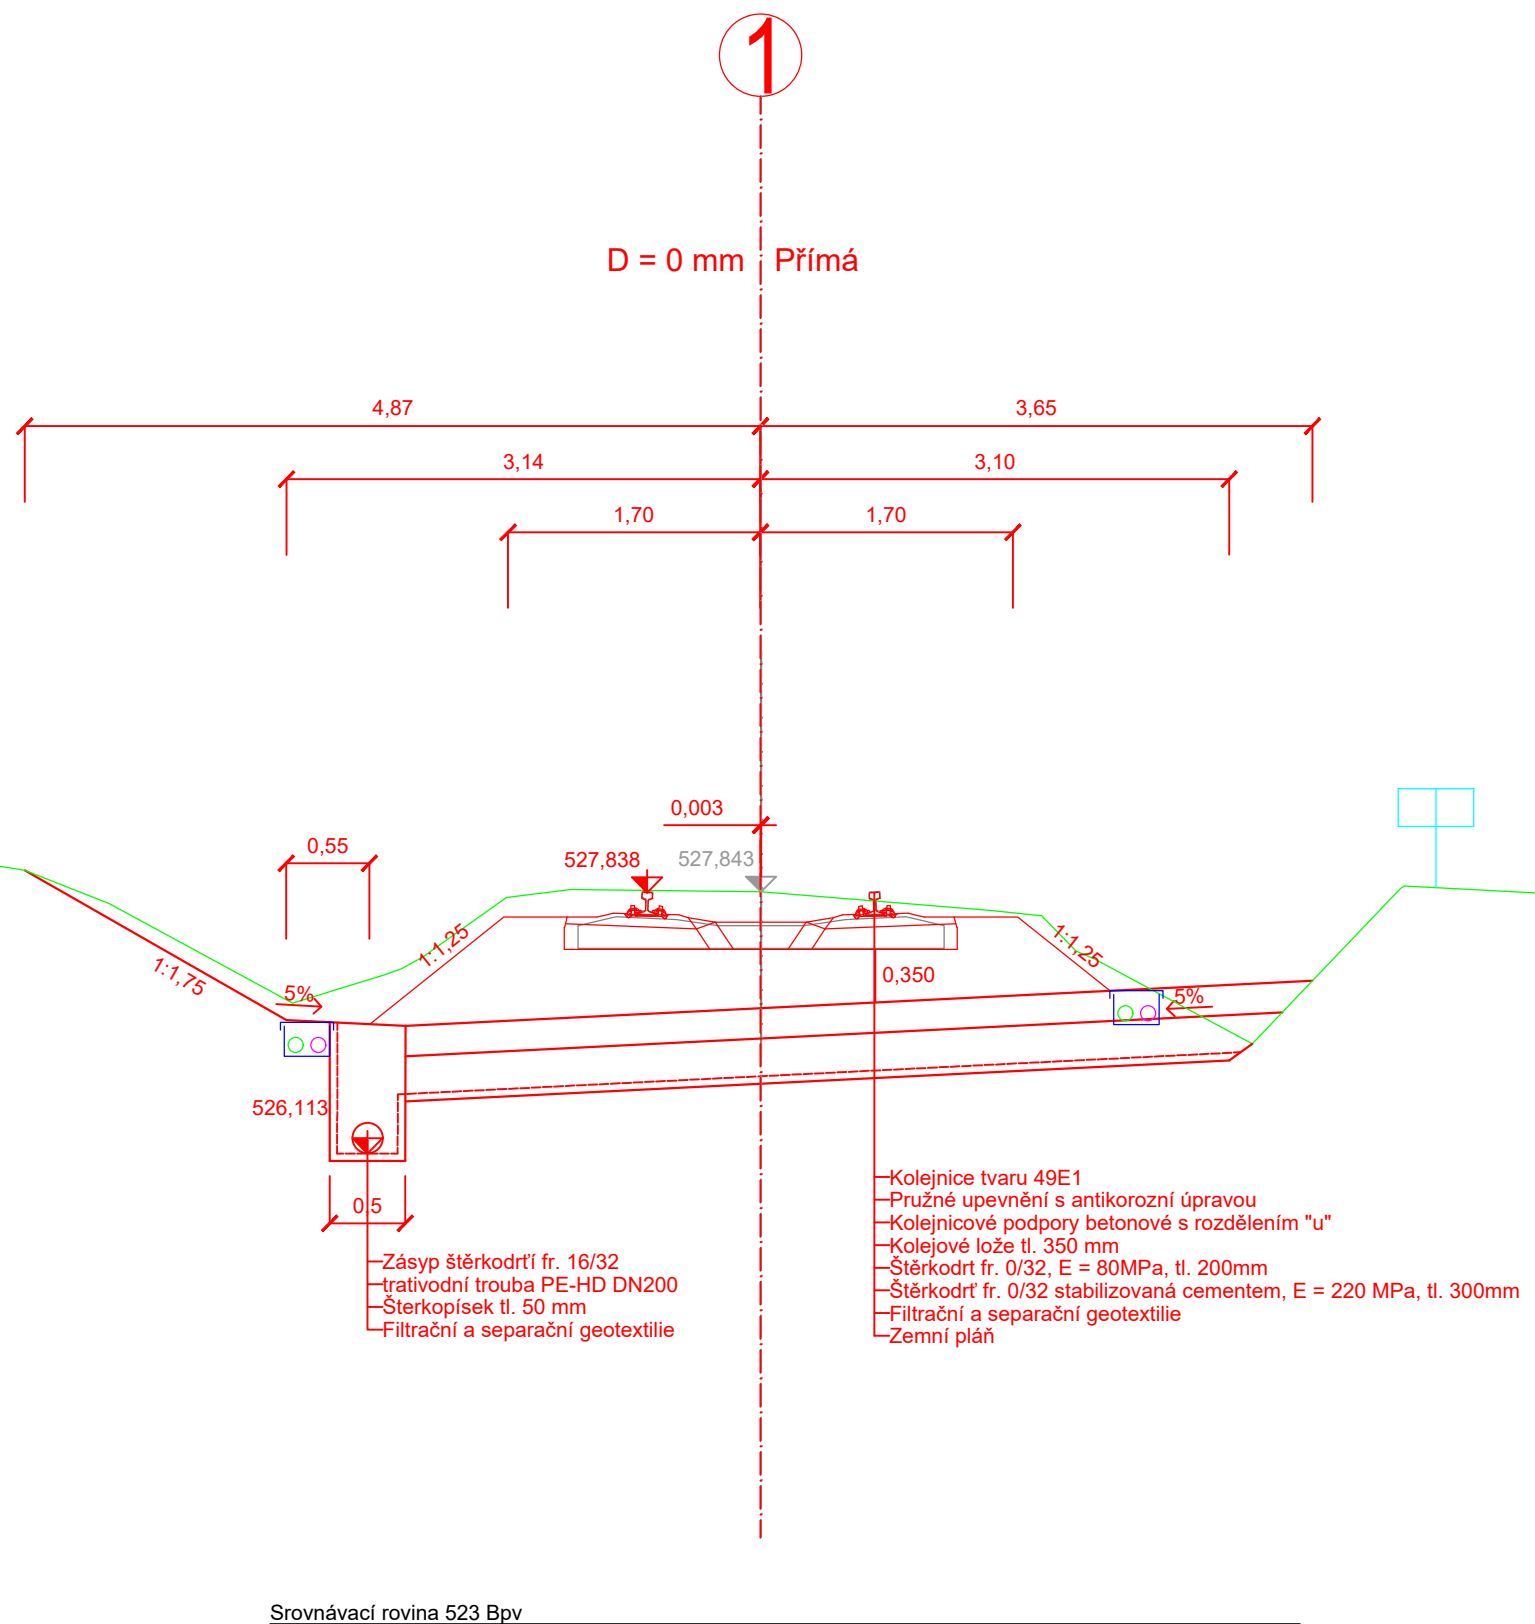 1
D = 0 mm Přímá
4,87 3,65
3,14 3,10
1,70 1,70
0,003
0,55
527,838 527,843
1:1,25 1:1,25
1:1,75
0,350
5% 5%
526,113
0,5
Kolejnice tvaru 49E1
Pružné upevnění s antikorozní úpravou
Kolejnicové podpory betonové s rozdělením "u"
Kolejové lože tl. 350 mm
Štěrkodrt fr. 0/32, E = 80MPa, tl. 200mm
Štěrkodrť fr. 0/32 stabilizovaná cementem, E = 220 MPa, tl. 300mm
Filtrační a separační geotextilie
Zemní pláň
Zásyp štěrkodrtí fr. 16/32
trativodní trouba PE-HD DN200
Šterkopísek tl. 50 mm
Filtrační a separační geotextilie
Srovnávací rovina 523 Bpv